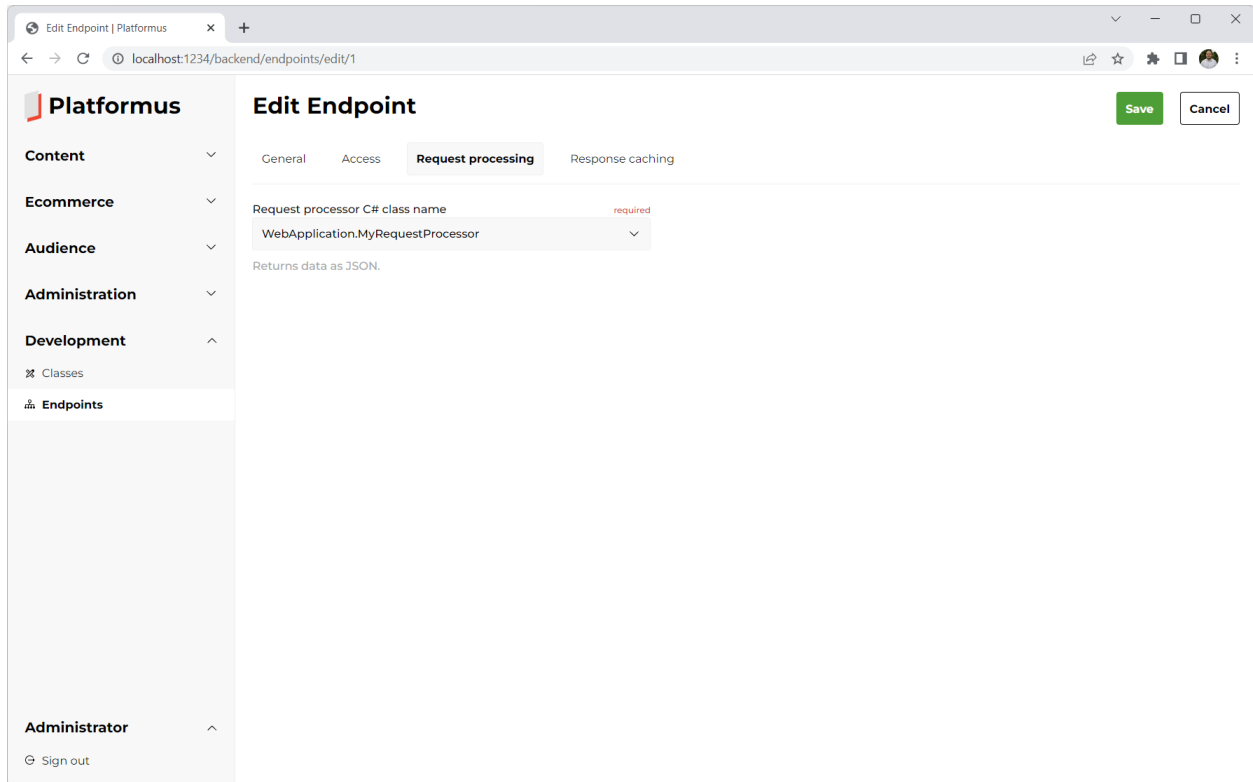 Edit Endpoint | Platformus
localhost:1234/backend/endpoints/edit/1
Platformus
Content
Ecommerce
Audience
Administration
Development
Classes
Endpoints
Administrator
Sign out
Edit Endpoint
Save Cancel
General Access Request processing Response caching
Request processor C# class name required
WebApplication.MyRequestProcessor
Returns data as JSON.